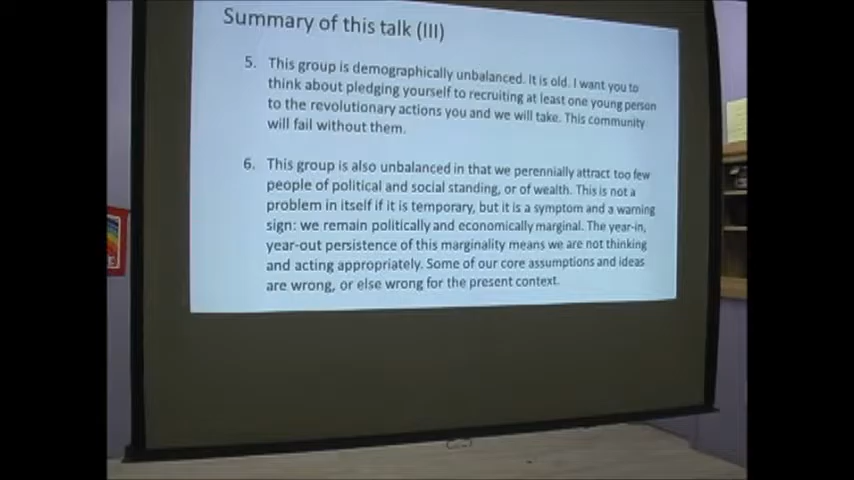 Summary of this talk (III)
5. This group is demographically unbalanced. It is old. I want you to
think about pledging yourself to recruiting at least one young person
to the revolutionary actions you and we will take. This community
will fail without them.
6. This group is also unbalanced in that we perennially attract too few
people of political and social standing, or of wealth. This is not a
problem in itself if it is temporary, but it is a symptom and a warning
sign: we remain politically and economically marginal. The year-in,
year-out persistence of this marginality means we are not thinking
and acting appropriately. Some of our core assumptions and ideas
are wrong, or else wrong for the present context.